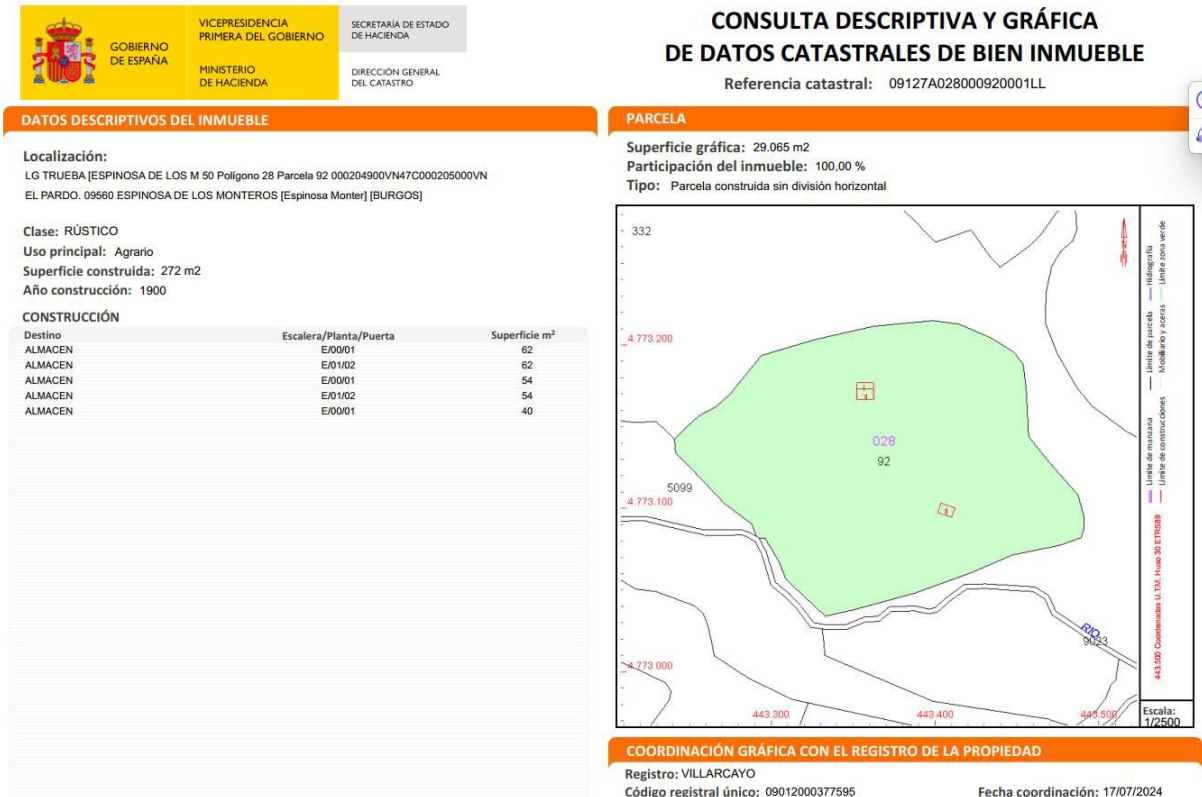 GOBIERNO
DE ESPAÑA
VICEPRESIDENCIA
PRIMERA DEL GOBIERNO
MINISTERIO
DE HACIENDA
SECRETARÍA DE ESTADO
DE HACIENDA
DIRECCIÓN GENERAL
DEL CATASTRO
CONSULTA DESCRIPTIVA Y GRÁFICA
DE DATOS CATASTRALES DE BIEN INMUEBLE
Referencia catastral: 09127A028000920001LL
DATOS DESCRIPTIVOS DEL INMUEBLE
Localización:
LG TRUEBA [ESPINOSA DE LOS M 50 Polígono 28 Parcela 92 000204900VN47C000205000VN
EL PARDO. 09560 ESPINOSA DE LOS MONTEROS [Espinosa Monter] [BURGOS]
Clase: RÚSTICO
Uso principal: Agrario
Superficie construida: 272 m2
Año construcción: 1900
CONSTRUCCIÓN
Destino Escalera/Planta/Puerta Superficie m²
ALMACEN E/00/01 62
ALMACEN E/01/02 62
ALMACEN E/00/01 54
ALMACEN E/01/02 54
ALMACEN E/00/01 40
PARCELA
Superficie gráfica: 29.065 m2
Participación del inmueble: 100,00 %
Tipo: Parcela construida sin división horizontal
332
4.773.200
028
92
5099
4.773.100
RIO
9023
4.773.000
443.300
443.400
443.500
Límite de manzana
Límite de parcela
Hidrografía
Límite de construcciones
Mobiliario y aceras
Límite zona verde
443.500 Coordenadas U.T.M. Huso 30 ETRS89
Escala:
1/2500
COORDINACIÓN GRÁFICA CON EL REGISTRO DE LA PROPIEDAD
Registro: VILLARCAYO
Código registral único: 09012000377595
Fecha coordinación: 17/07/2024